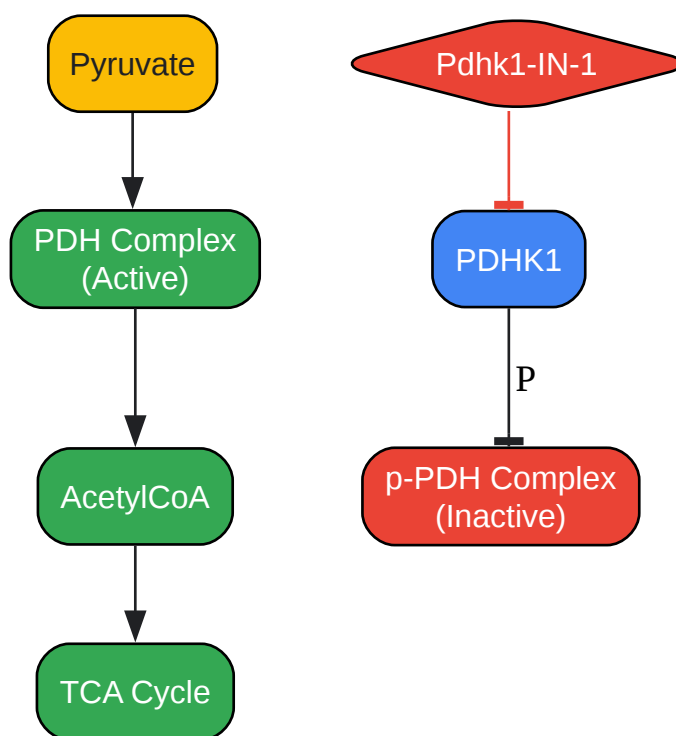 Pyruvate
Pdhk1-IN-1
PDH Complex
(Active)
PDHK1
P
AcetylCoA
p-PDH Complex
(Inactive)
TCA Cycle